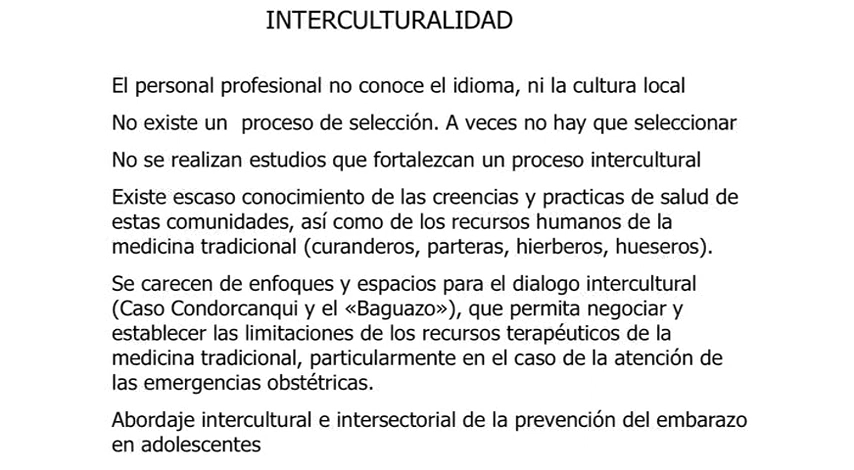 INTERCULTURALIDAD
El personal profesional no conoce el idioma, ni la cultura local
No existe un  proceso de selección. A veces no hay que seleccionar
No se realizan estudios que fortalezcan un proceso intercultural
Existe escaso conocimiento de las creencias y practicas de salud de
estas comunidades, así como de los recursos humanos de la
medicina tradicional (curanderos, parteras, hierberos, hueseros).
Se carecen de enfoques y espacios para el dialogo intercultural
(Caso Condorcanqui y el «Baguazo»), que permita negociar y
establecer las limitaciones de los recursos terapéuticos de la
medicina tradicional, particularmente en el caso de la atención de
las emergencias obstétricas.
Abordaje intercultural e intersectorial de la prevención del embarazo
en adolescentes